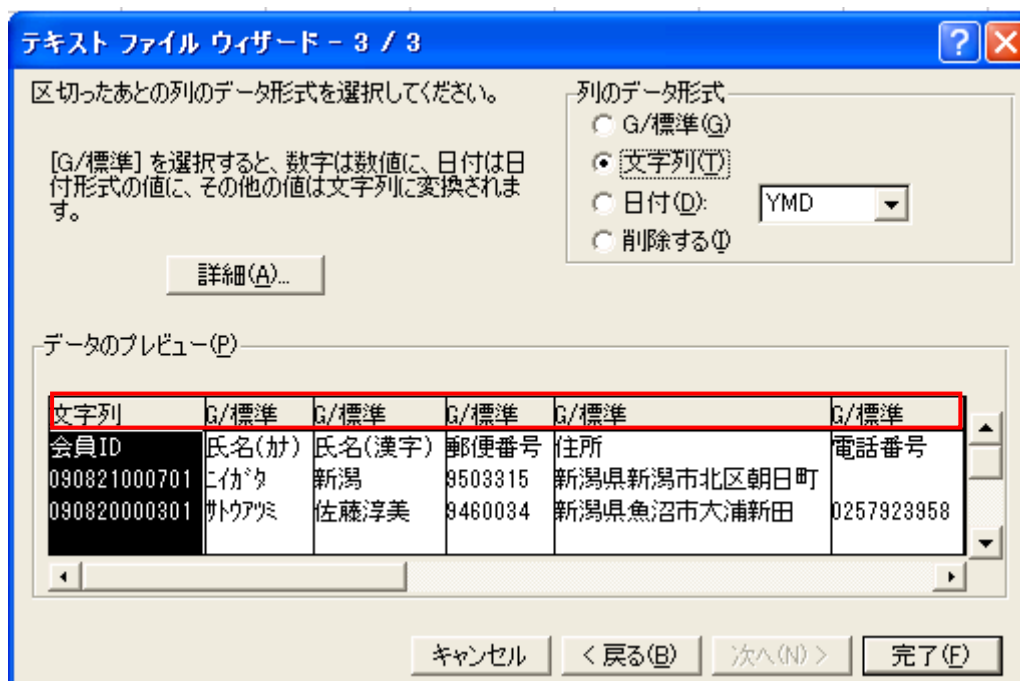 テキスト ファイル ウィザード - 3 / 3
区切ったあとの列のデータ形式を選択してください。
[G/標準] を選択すると、数字は数値に、日付は日
付形式の値に、その他の値は文字列に変換されま
す。
詳細(A)...
列のデータ形式
G/標準(G)
文字列(T)
日付(D): YMD
削除する(I)
データのプレビュー(P)
文字列 G/標準 G/標準 G/標準 G/標準 G/標準
会員ID 氏名(ｶﾅ) 氏名(漢字) 郵便番号 住所 電話番号
090821000701 ﾆｲｶﾞﾀ 新潟 9503315 新潟県新潟市北区朝日町
090820000301 ｻﾄｳｱﾂﾐ 佐藤淳美 9460034 新潟県魚沼市大浦新田 0257923958
キャンセル < 戻る(B) 次へ(N) > 完了(F)